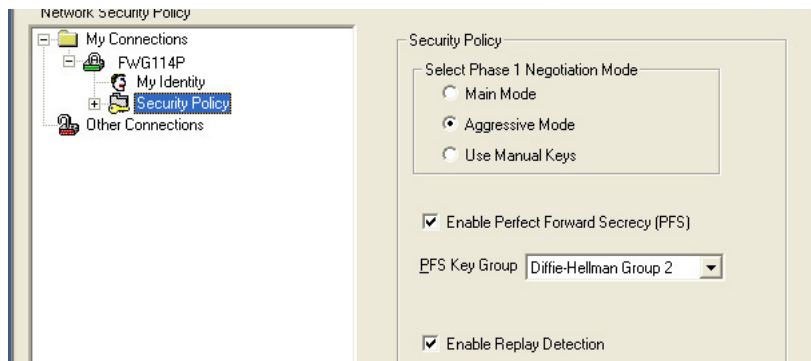 Network Security Policy
My Connections
FWG114P
My Identity
Security Policy
Other Connections
Security Policy
Select Phase 1 Negotiation Mode
Main Mode
Aggressive Mode
Use Manual Keys
Enable Perfect Forward Secrecy (PFS)
PFS Key Group Diffie-Hellman Group 2
Enable Replay Detection